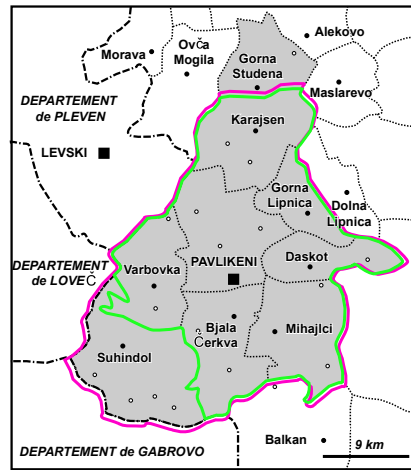 Alekovo
Ovča
Mogila
Morava
Gorna
Studena
Maslarevo
DEPARTEMENT
de PLEVEN
Karajsen
LEVSKI
Gorna
Lipnica
Dolna
Lipnica
DEPARTEMENT
de LOVEČ
PAVLIKENI
Daskot
Varbovka
Bjala
Čerkva
Mihajlci
Suhindol
Balkan
9 km
DEPARTEMENT de GABROVO